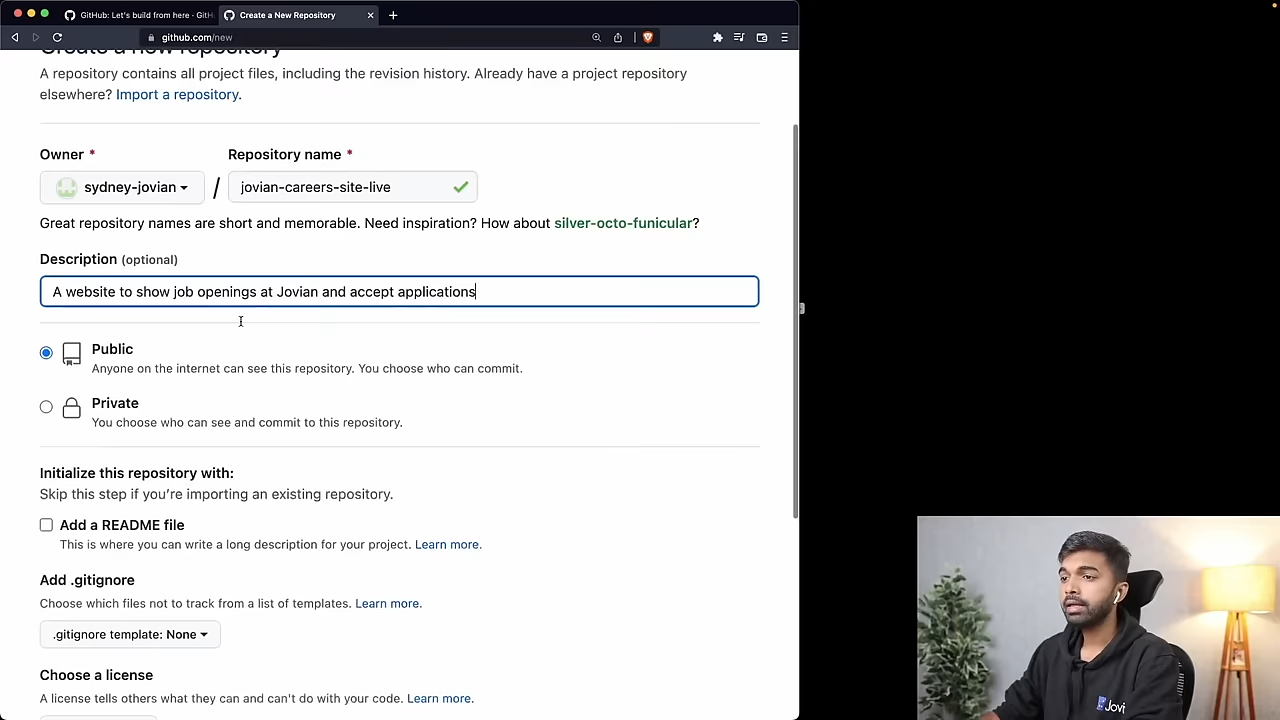 GitHub: Let's build from here · GitH
Create a New Repository
github.com/new
Create a new repository
A repository contains all project files, including the revision history. Already have a project repository
elsewhere? Import a repository.
Owner *
Repository name *
sydney-jovian
/
jovian-careers-site-live
Great repository names are short and memorable. Need inspiration? How about silver-octo-funicular?
Description (optional)
A website to show job openings at Jovian and accept applications
Public
Anyone on the internet can see this repository. You choose who can commit.
Private
You choose who can see and commit to this repository.
Initialize this repository with:
Skip this step if you're importing an existing repository.
Add a README file
This is where you can write a long description for your project. Learn more.
Add .gitignore
Choose which files not to track from a list of templates. Learn more.
.gitignore template: None
Choose a license
A license tells others what they can and can't do with your code. Learn more.
Jovi